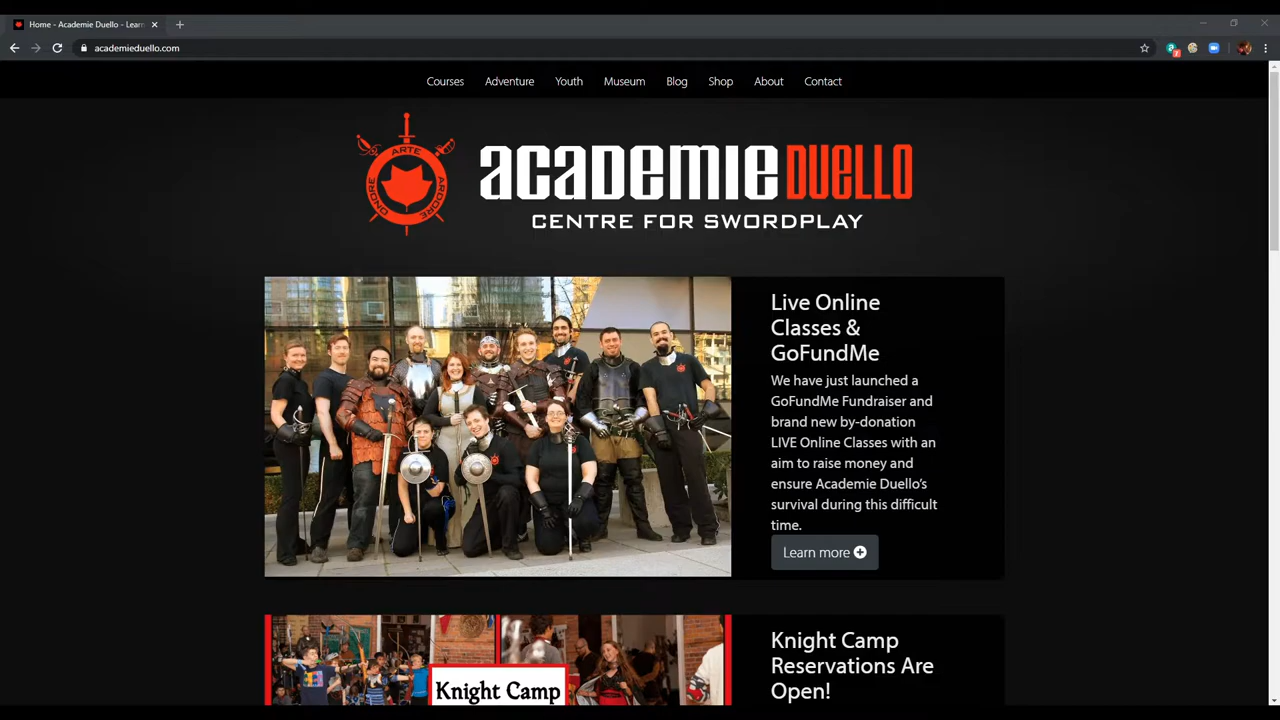 Home - Academie Duello - Lear
academieduello.com
Courses Adventure Youth Museum Blog Shop About Contact
ARTE
ONORE
ARDORE
ACADEMIE DUELLO
CENTRE FOR SWORDPLAY
Live Online
Classes &
GoFundMe
We have just launched a
GoFundMe Fundraiser and
brand new by-donation
LIVE Online Classes with an
aim to raise money and
ensure Academie Duello's
survival during this difficult
time.
Learn more
Knight Camp
Knight Camp
Reservations Are
Open!